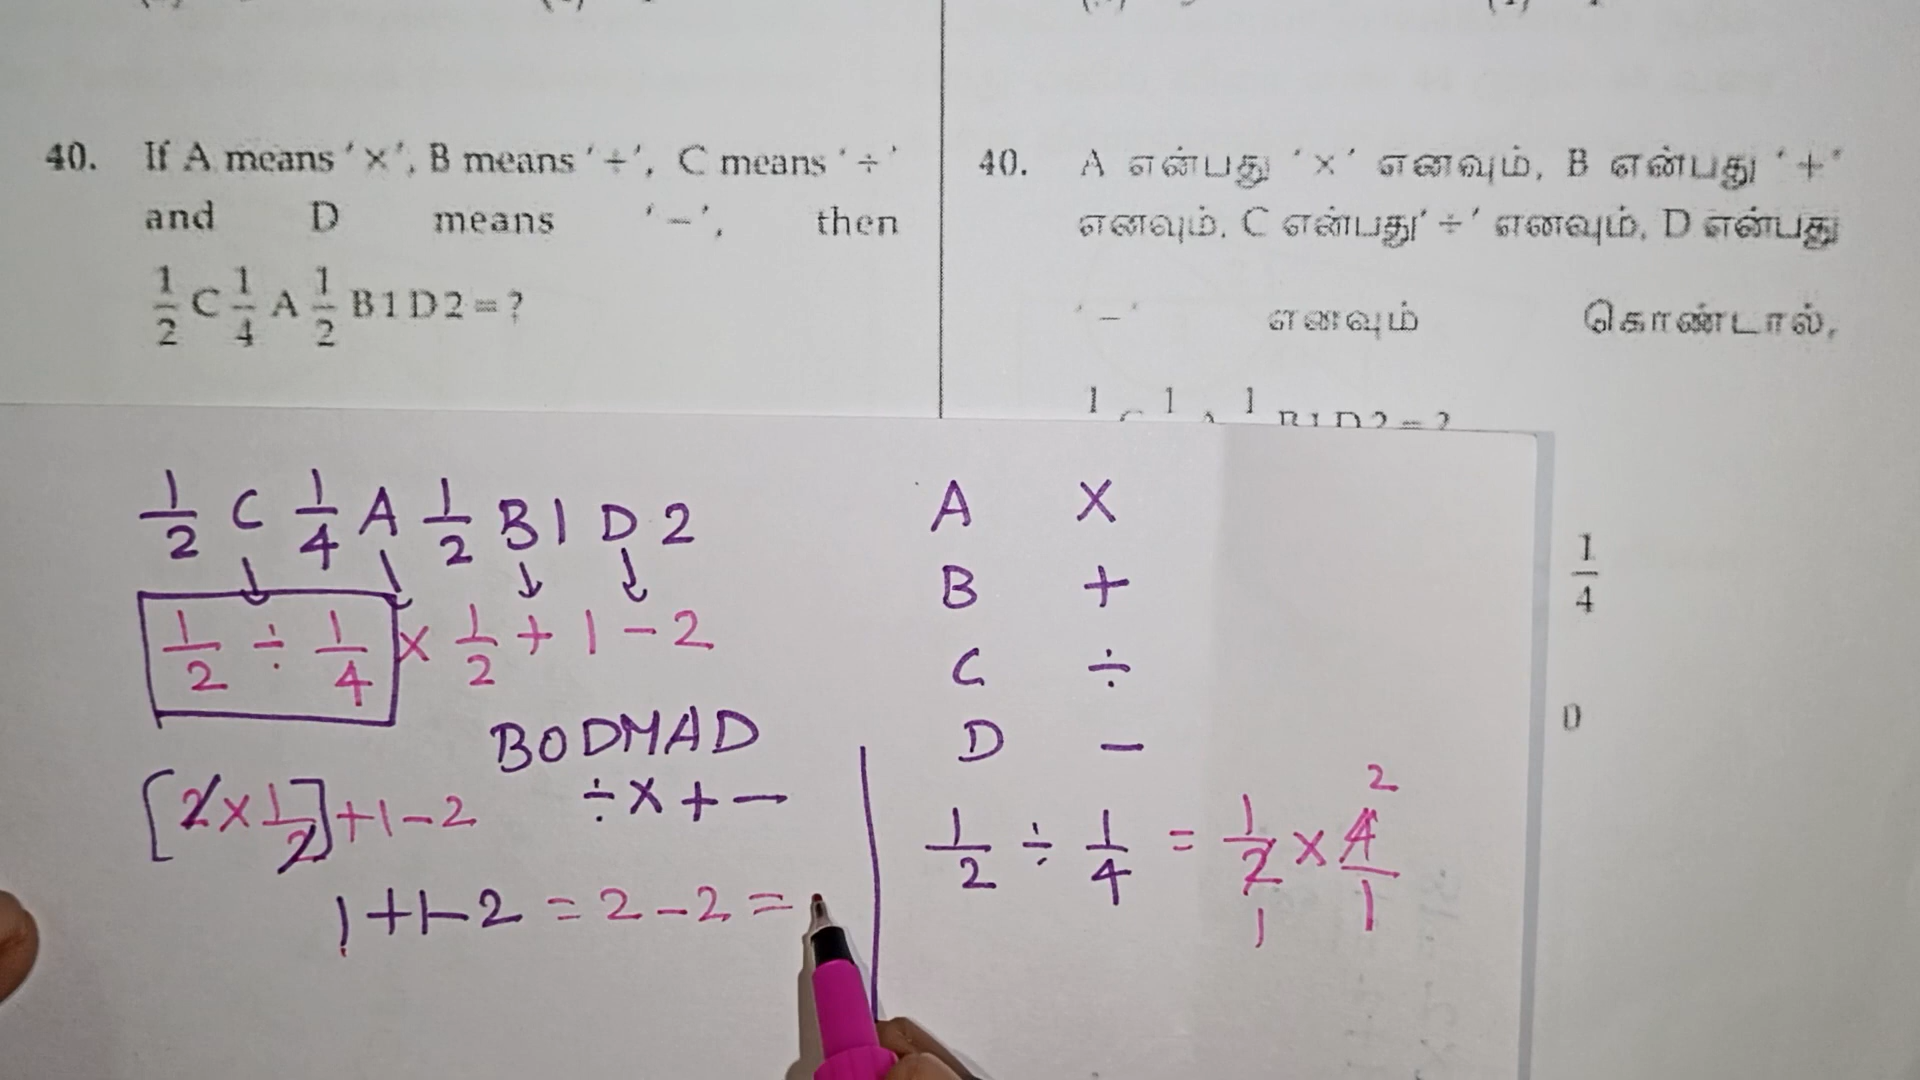 40. If A means ‘×’, B means ‘+’, C means ‘÷’
and D means ‘−’, then
1/2 C 1/4 A 1/2 B 1 D 2 = ?
40. A என்பது ‘×’ எனவும், B என்பது ‘+’
எனவும், C என்பது ‘÷’ எனவும், D என்பது
‘−’ எனவும் கொண்டால்,
1/2 C 1/4 A 1/2 B 1 D 2
1/2 ÷ 1/4 × 1/2 + 1 − 2
BODMAD
÷ × + −
[2 × 1/2] + 1 − 2
1 + 1 − 2 = 2 − 2 =
A ×
B +
C ÷
D −
1/2 ÷ 1/4 = 1/2 × 4/1
2
1
1/4
0